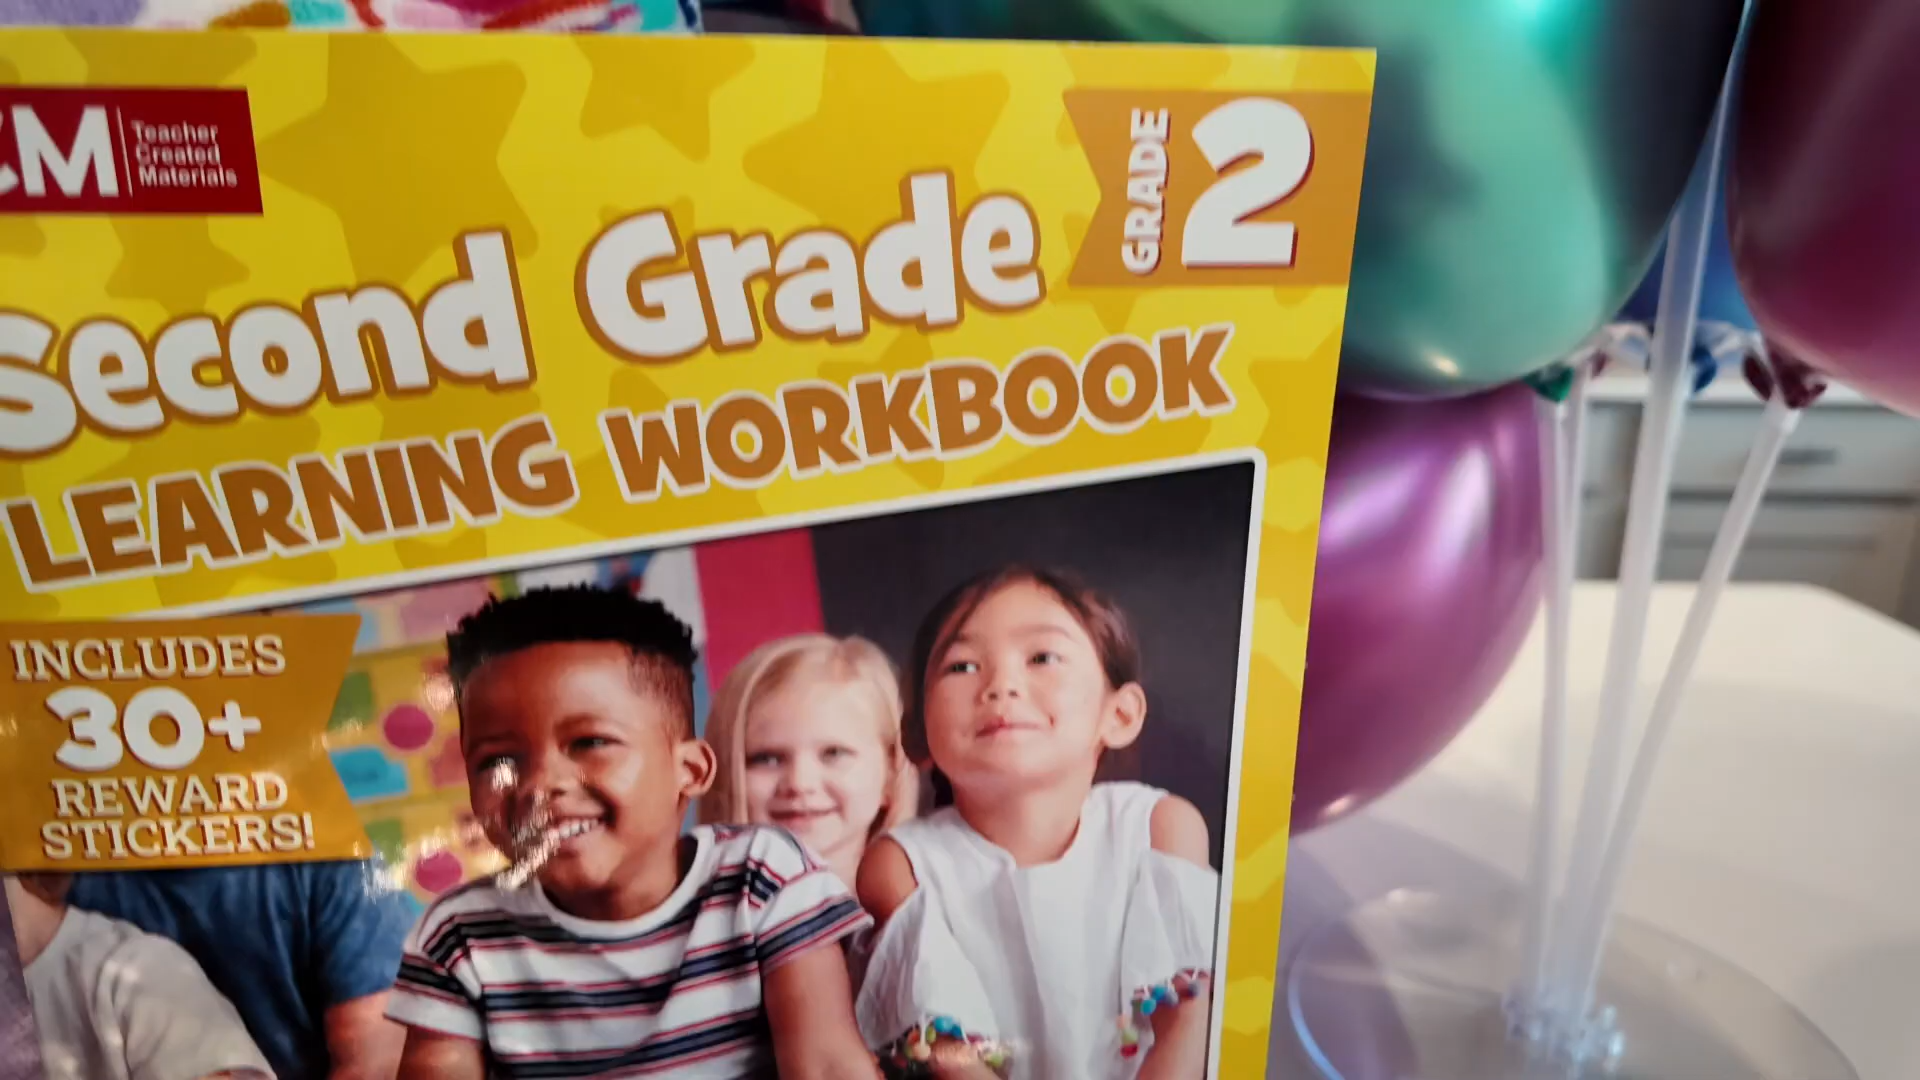 CM
Teacher
Created
Materials
GRADE 2
Second Grade
LEARNING WORKBOOK
INCLUDES
30+
REWARD
STICKERS!